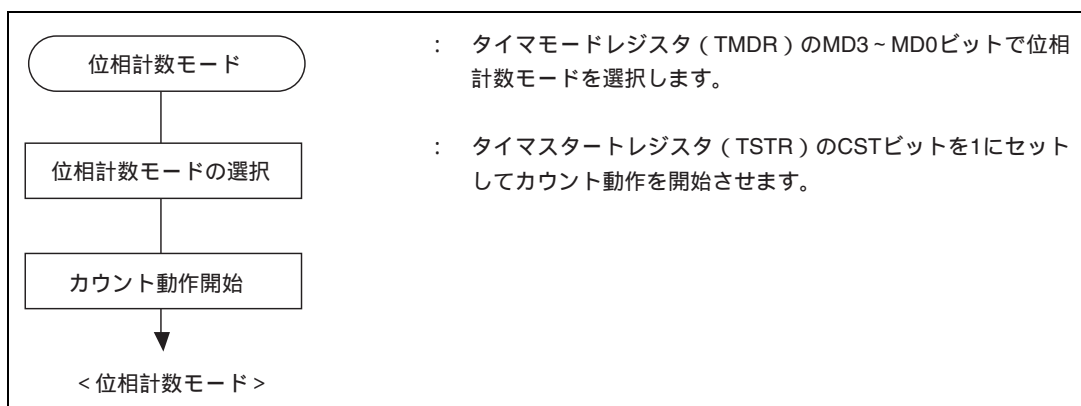 位相計数モード
位相計数モードの選択
カウント動作開始
<位相計数モード>
: タイマモードレジスタ(TMDR)のMD3~MD0ビットで位相
計数モードを選択します。
: タイマスタートレジスタ(TSTR)のCSTビットを1にセット
してカウント動作を開始させます。